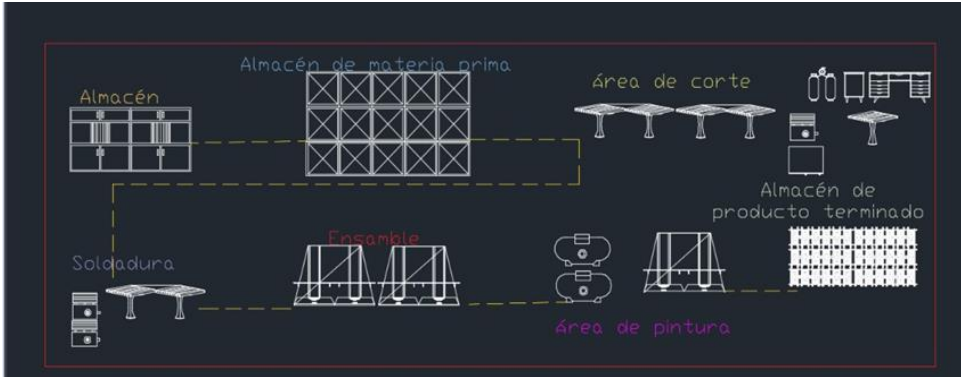 Almacén de materia prima
Almacén
área de corte
Almacén de
producto terminado
Soldadura
Ensamble
área de pintura